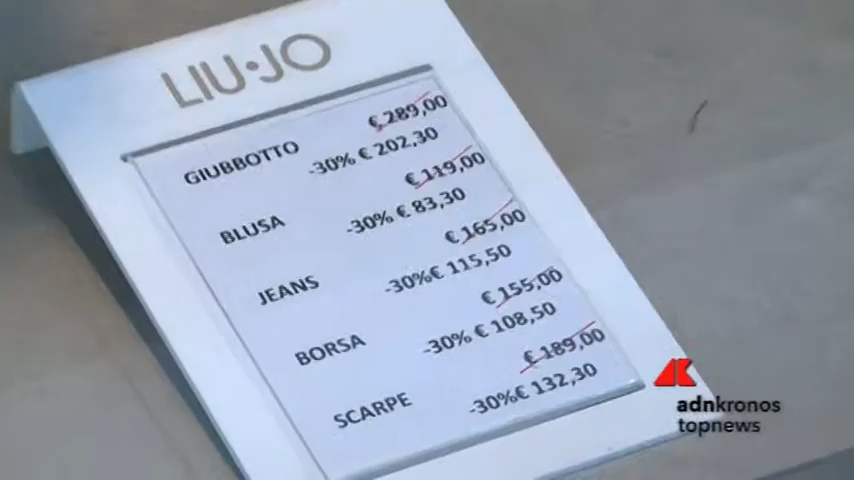 LIU·JO
€ 289,00
GIUBBOTTO -30% € 202,30
€ 119,00
BLUSA -30% € 83,30
€ 165,00
JEANS -30%€ 115,50
€ 155,00
BORSA -30% € 108,50
€ 189,00
SCARPE -30%€ 132,30
adnkronos
topnews